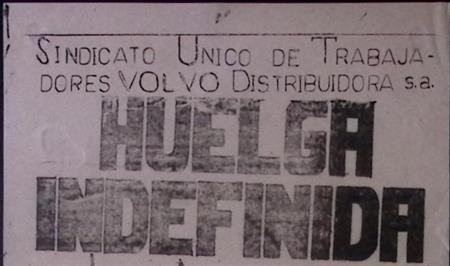 SINDICATO UNICO DE TRABAJA-
DORES VOLVO DISTRIBUIDORA s.a.
HUELGA
INDEFINIDA